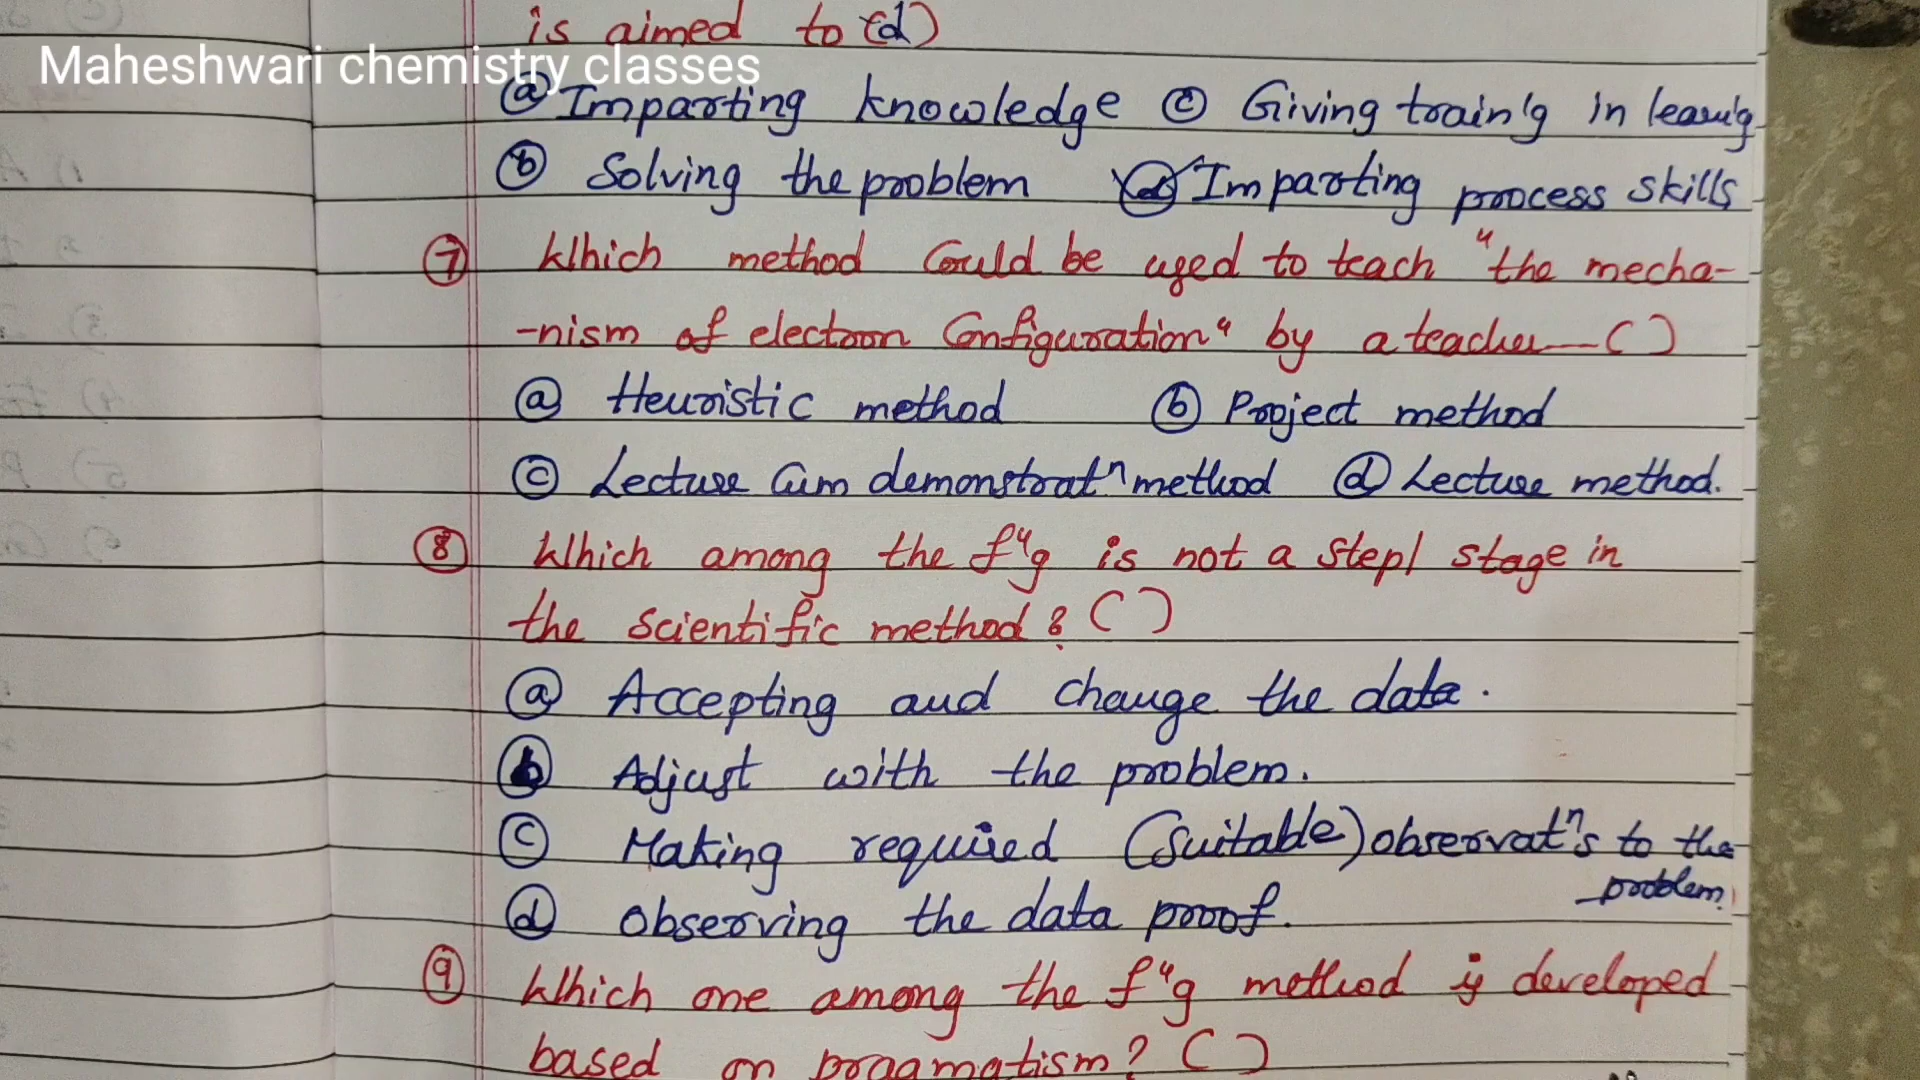 is aimed to (d)
Maheshwari chemistry classes
ⓐ Imparting knowledge ⓒ Giving train'g in learn'g
ⓑ Solving the problem ⓓ Imparting process skills
⑦ Which method could be used to teach "the mecha-
-nism of electron Configuration" by a teacher—( )
ⓐ Heuristic method ⓑ Project method
ⓒ Lecture Cum demonstratⁿ method ⓓ Lecture method.
⑧ Which among the f"g is not a step/ stage in
the scientific method? ( )
ⓐ Accepting and change the data.
ⓑ Adjust with the problem.
ⓒ Making required (suitable) observatⁿs to the
problem.
ⓓ observing the data proof.
⑨ Which one among the f"g method is developed
based on pragmatism? ( )